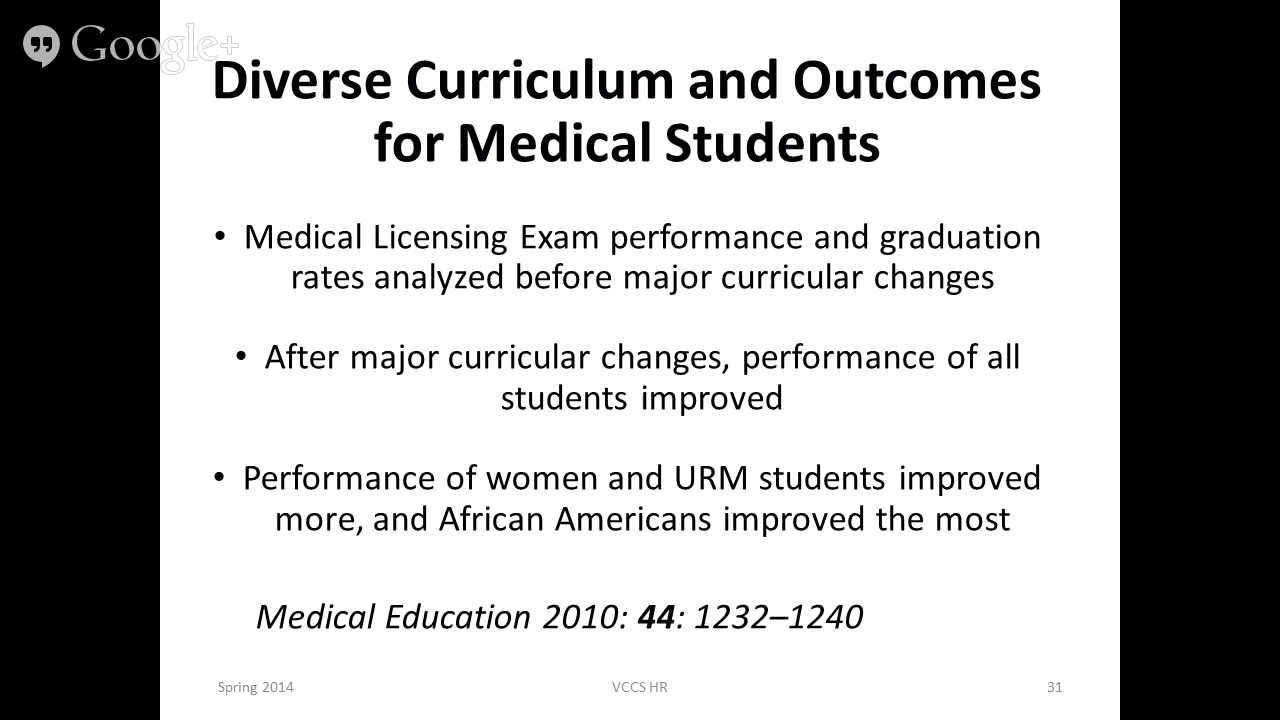 Google+
Diverse Curriculum and Outcomes
for Medical Students
• Medical Licensing Exam performance and graduation
rates analyzed before major curricular changes
• After major curricular changes, performance of all
students improved
• Performance of women and URM students improved
more, and African Americans improved the most
Medical Education 2010: 44: 1232–1240
Spring 2014 VCCS HR 31